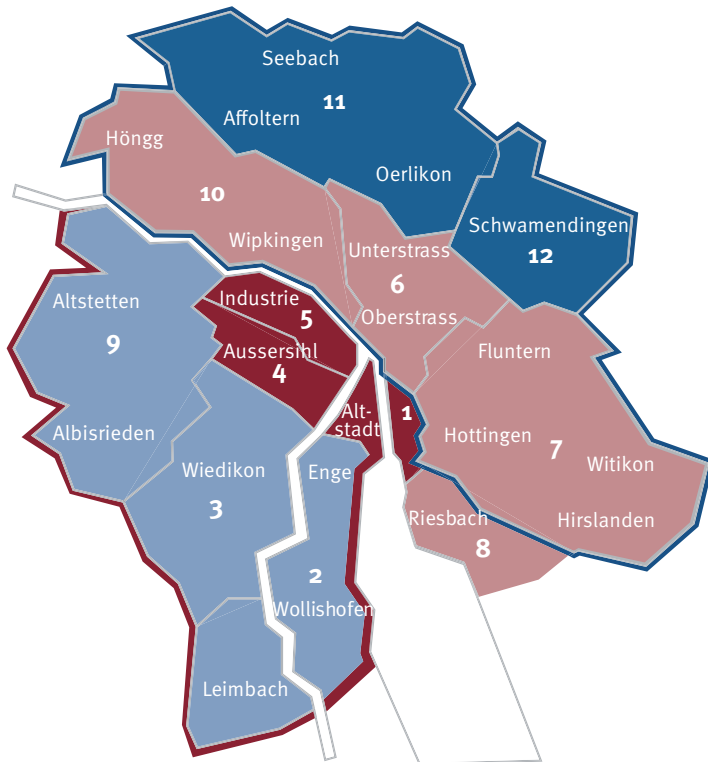 Seebach
11
Affoltern
Höngg
Oerlikon
10
Schwamendingen
12
Wipkingen
Unterstrass
6
Industrie
5
Oberstrass
Altstetten
9
Aussersihl
4
Fluntern
Alt-
stadt
1
Albisrieden
Hottingen
7
Witikon
Wiedikon
3
Enge
Riesbach
8
Hirslanden
2
Wollishofen
Leimbach